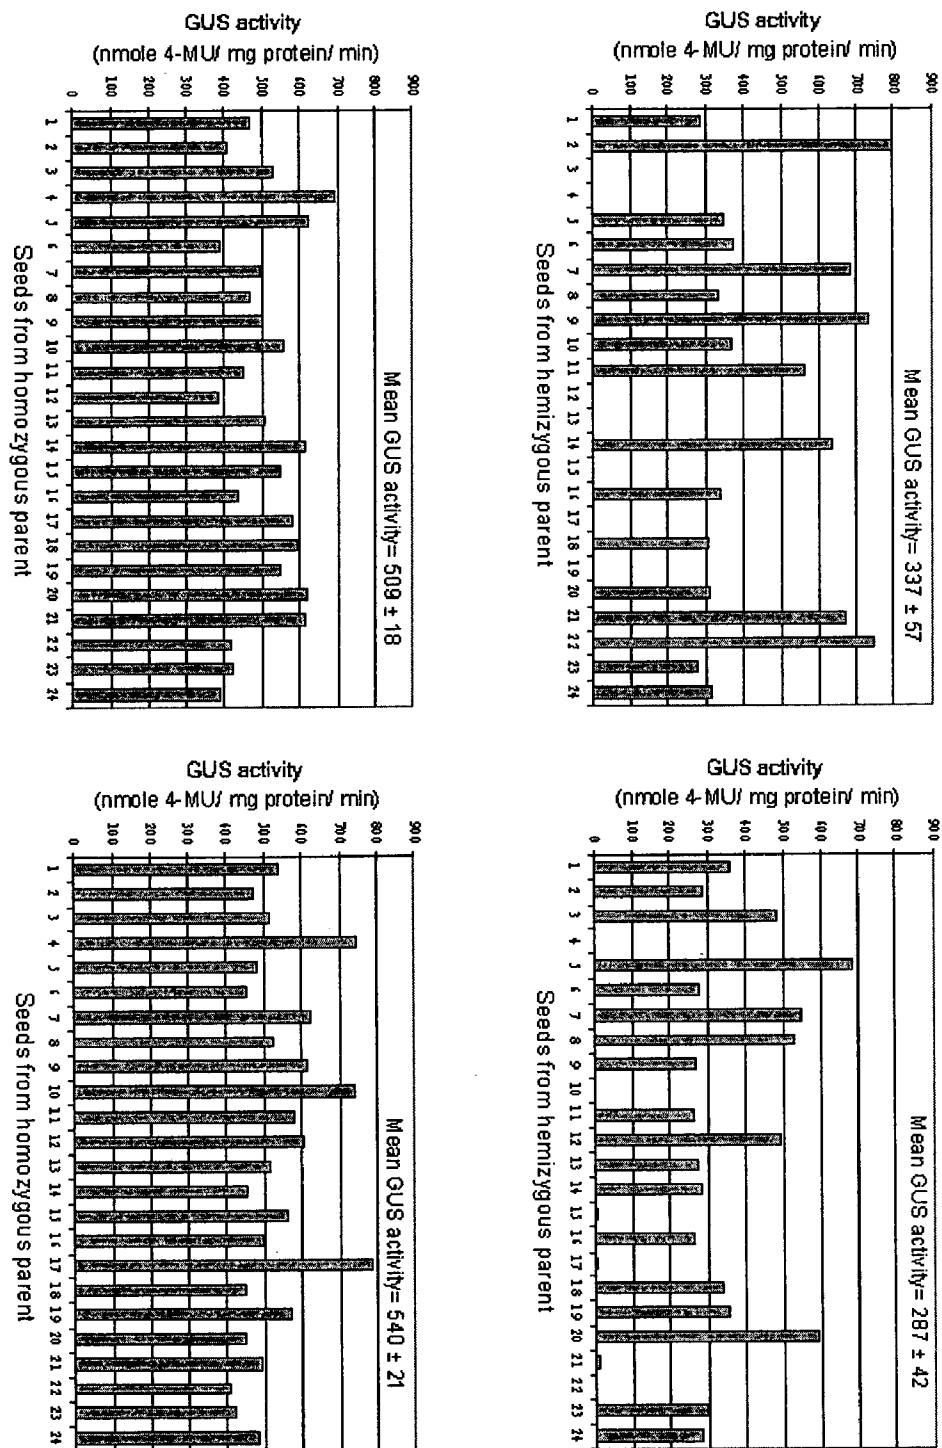 GUS activity
(nmole 4-MU/ mg protein/ min)
0 100 200 300 400 500 600 700 800 900
Mean GUS activity= 509 ± 18
1 2 3 4 5 6 7 8 9 10 11 12 13 14 15 16 17 18 19 20 21 22 23 24
Seeds from homozygous parent
GUS activity
(nmole 4-MU/ mg protein/ min)
0 100 200 300 400 500 600 700 800 900
Mean GUS activity= 337 ± 57
1 2 3 4 5 6 7 8 9 10 11 12 13 14 15 16 17 18 19 20 21 22 23 24
Seeds from hemizygous parent
GUS activity
(nmole 4-MU/ mg protein/ min)
0 100 200 300 400 500 600 700 800 900
Mean GUS activity= 540 ± 21
1 2 3 4 5 6 7 8 9 10 11 12 13 14 15 16 17 18 19 20 21 22 23 24
Seeds from homozygous parent
GUS activity
(nmole 4-MU/ mg protein/ min)
0 100 200 300 400 500 600 700 800 900
Mean GUS activity= 287 ± 42
1 2 3 4 5 6 7 8 9 10 11 12 13 14 15 16 17 18 19 20 21 22 23 24
Seeds from hemizygous parent